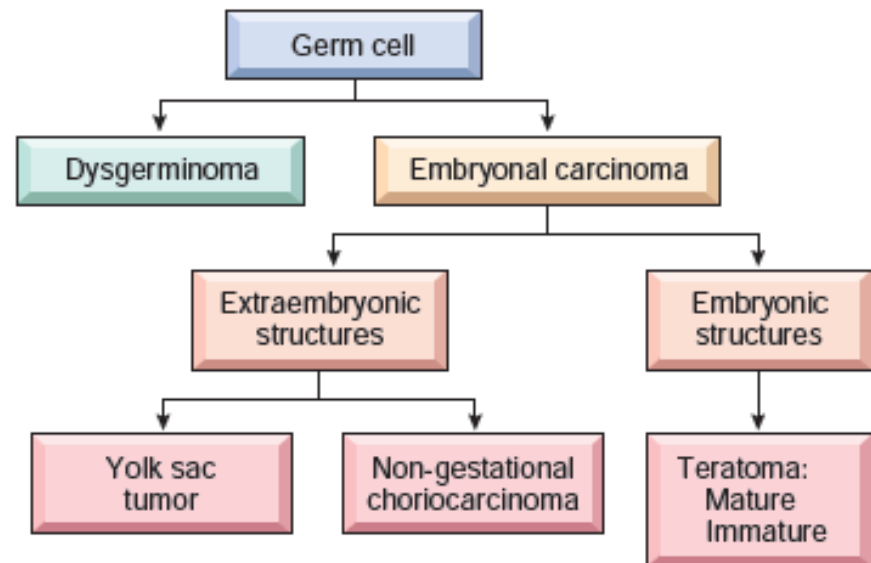 Germ cell
Dysgerminoma
Embryonal carcinoma
Extraembryonic
structures
Embryonic
structures
Yolk sac
tumor
Non-gestational
choriocarcinoma
Teratoma:
Mature
Immature